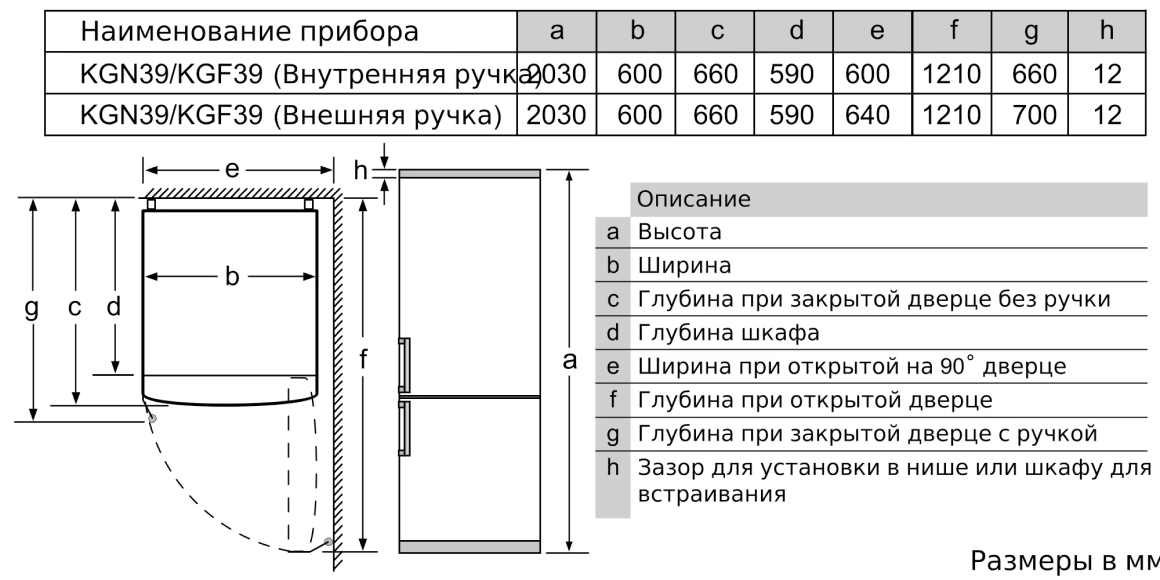 Наименование прибора a b c d e f g h
KGN39/KGF39 (Внутренняя ручка) 2030 600 660 590 600 1210 660 12
KGN39/KGF39 (Внешняя ручка) 2030 600 660 590 640 1210 700 12
e h
b
g c d f a
Описание
a Высота
b Ширина
c Глубина при закрытой дверце без ручки
d Глубина шкафа
e Ширина при открытой на 90˚ дверце
f Глубина при открытой дверце
g Глубина при закрытой дверце с ручкой
h Зазор для установки в нише или шкафу для
встраивания
Размеры в мм